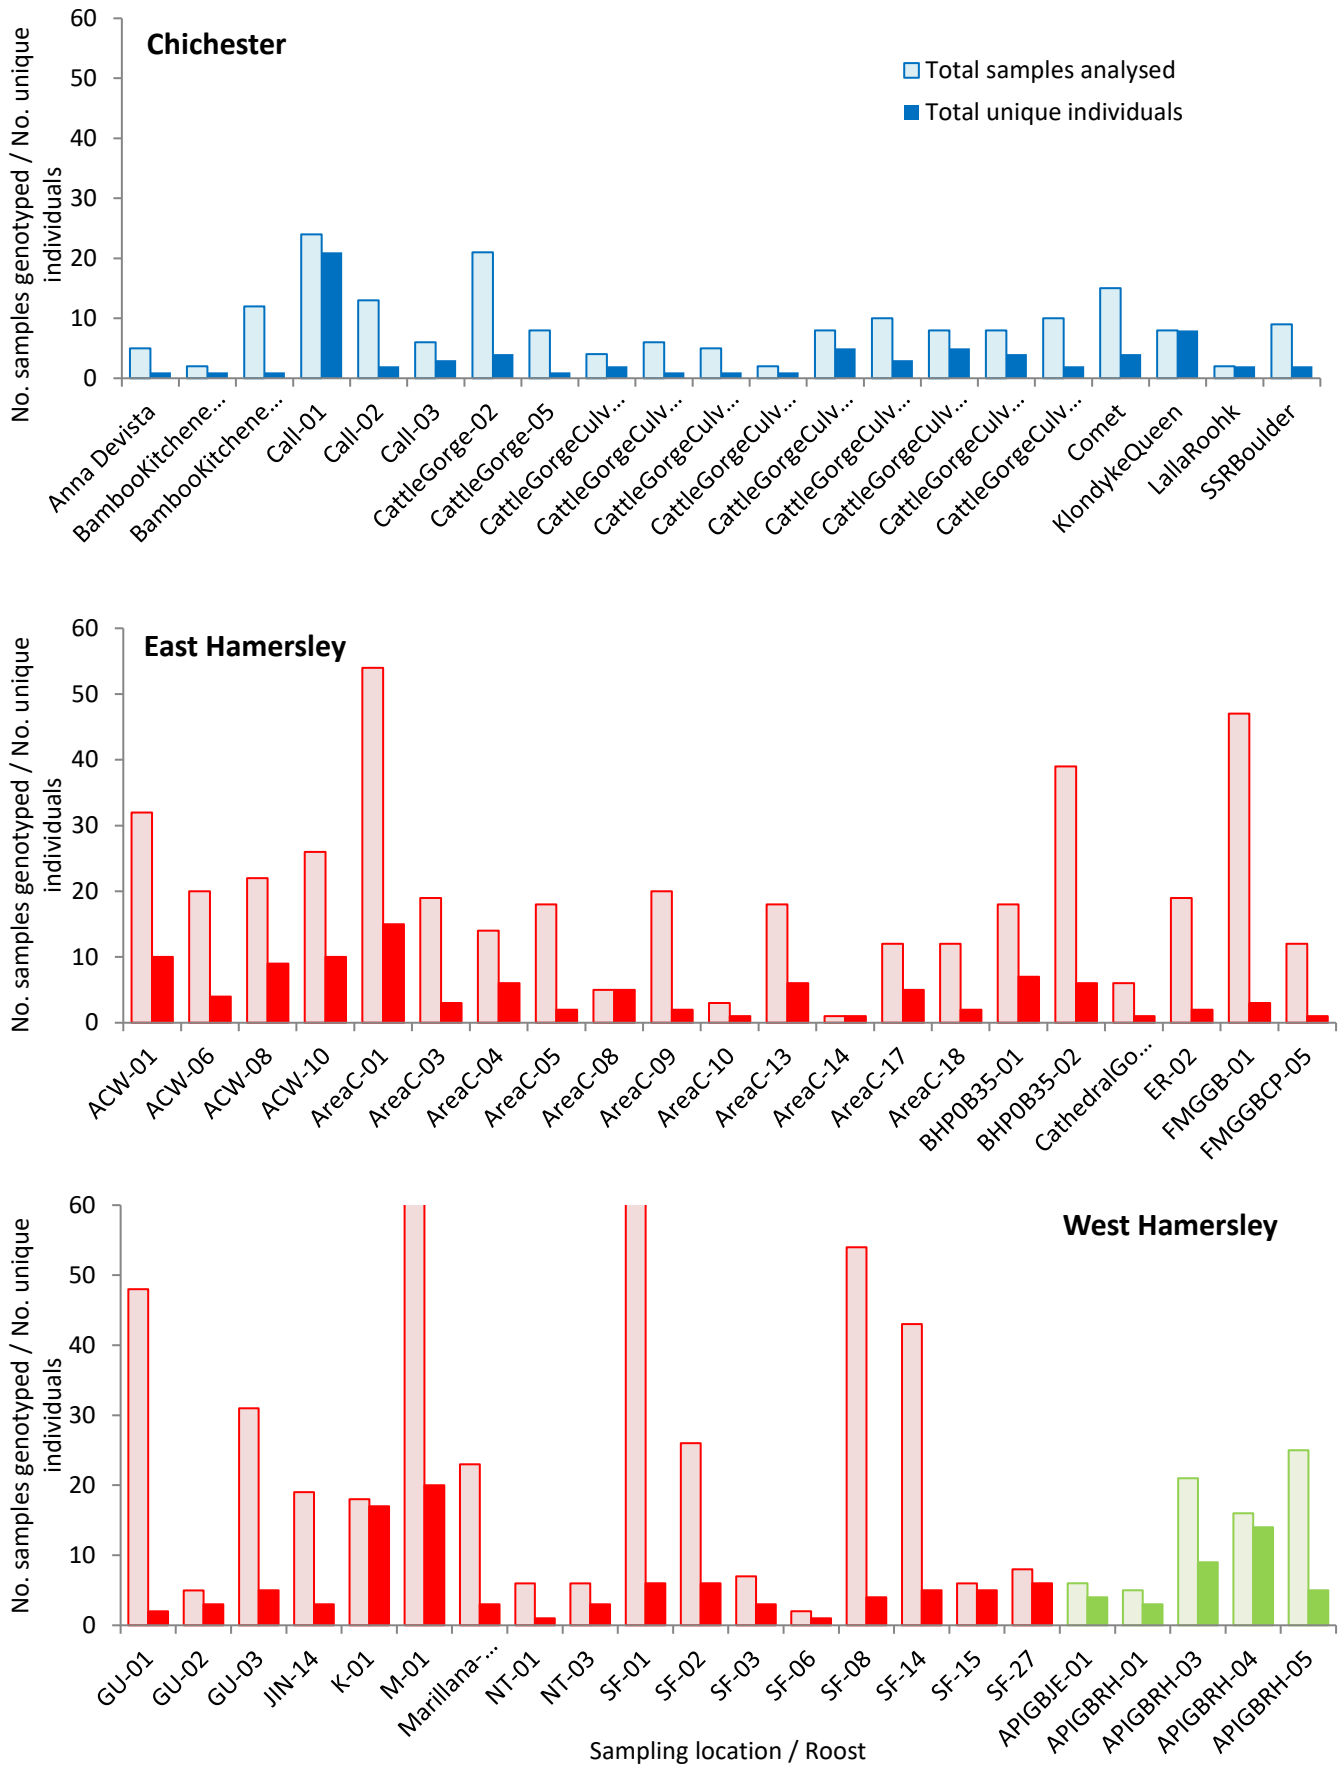 Chichester
Total samples analysed
Total unique individuals
No. samples genotyped / No. unique
individuals
60
50
40
30
20
10
0
Anna Devista
BambooKitchene...
BambooKitchene...
Call-01
Call-02
Call-03
CattleGorge-02
CattleGorge-05
CattleGorgeCulv...
CattleGorgeCulv...
CattleGorgeCulv...
CattleGorgeCulv...
CattleGorgeCulv...
CattleGorgeCulv...
CattleGorgeCulv...
CattleGorgeCulv...
CattleGorgeCulv...
Comet
KlondykeQueen
LallaRoohk
SSRBoulder
East Hamersley
No. samples genotyped / No. unique
individuals
60
50
40
30
20
10
0
ACW-01
ACW-06
ACW-08
ACW-10
AreaC-01
AreaC-03
AreaC-04
AreaC-05
AreaC-08
AreaC-09
AreaC-10
AreaC-13
AreaC-14
AreaC-17
AreaC-18
BHPOB35-01
BHPOB35-02
CathedralGo...
ER-02
FMGGB-01
FMGGBCP-05
West Hamersley
No. samples genotyped / No. unique
individuals
60
50
40
30
20
10
0
GU-01
GU-02
GU-03
JIN-14
K-01
M-01
Marillana-...
NT-01
NT-03
SF-01
SF-02
SF-03
SF-06
SF-08
SF-14
SF-15
SF-27
APIGBJE-01
APIGBRH-01
APIGBRH-03
APIGBRH-04
APIGBRH-05
Sampling location / Roost